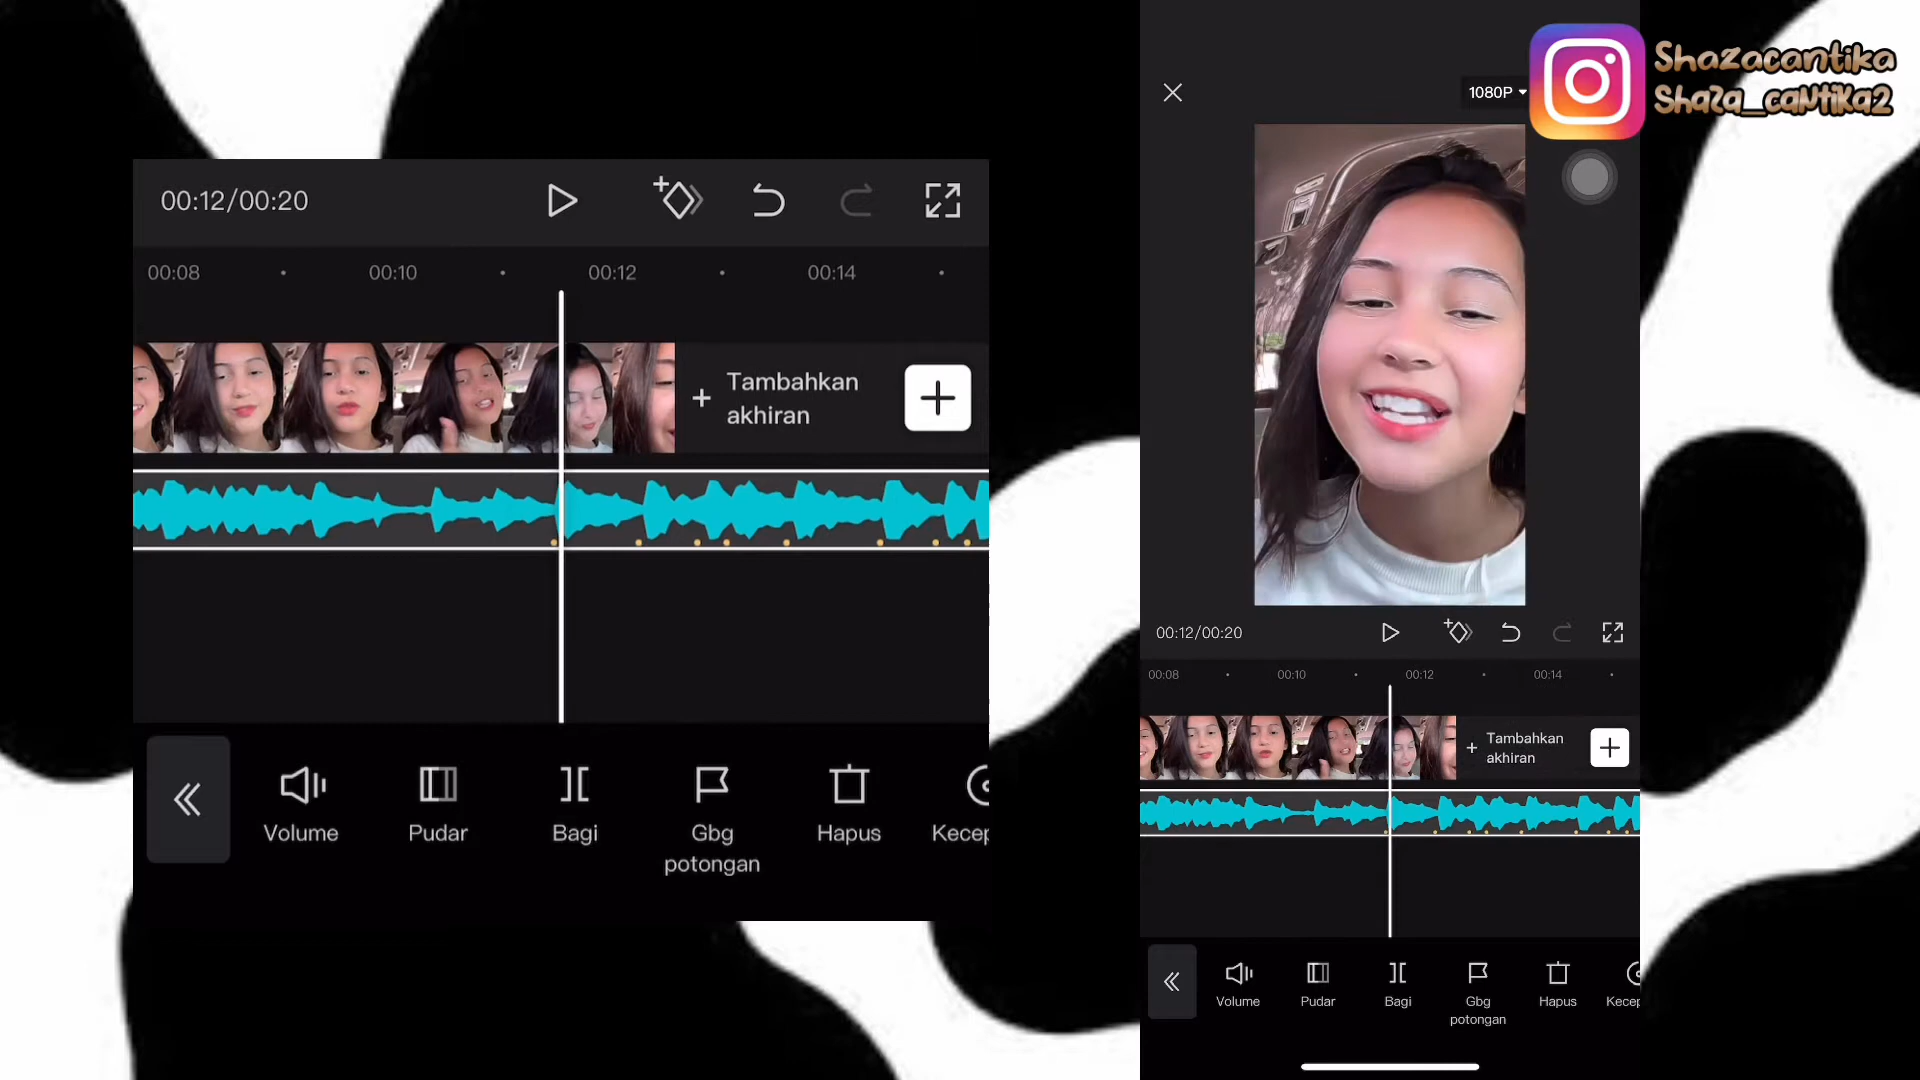 00:12/00:20
00:08
00:10
00:12
00:14
+ Tambahkan
akhiran
Volume
Pudar
Bagi
Gbg
potongan
Hapus
Kecep
1080P
Shazacantika
Shaza_cantika2
00:12/00:20
00:08
00:10
00:12
00:14
+ Tambahkan
akhiran
Volume
Pudar
Bagi
Gbg
potongan
Hapus
Kecep